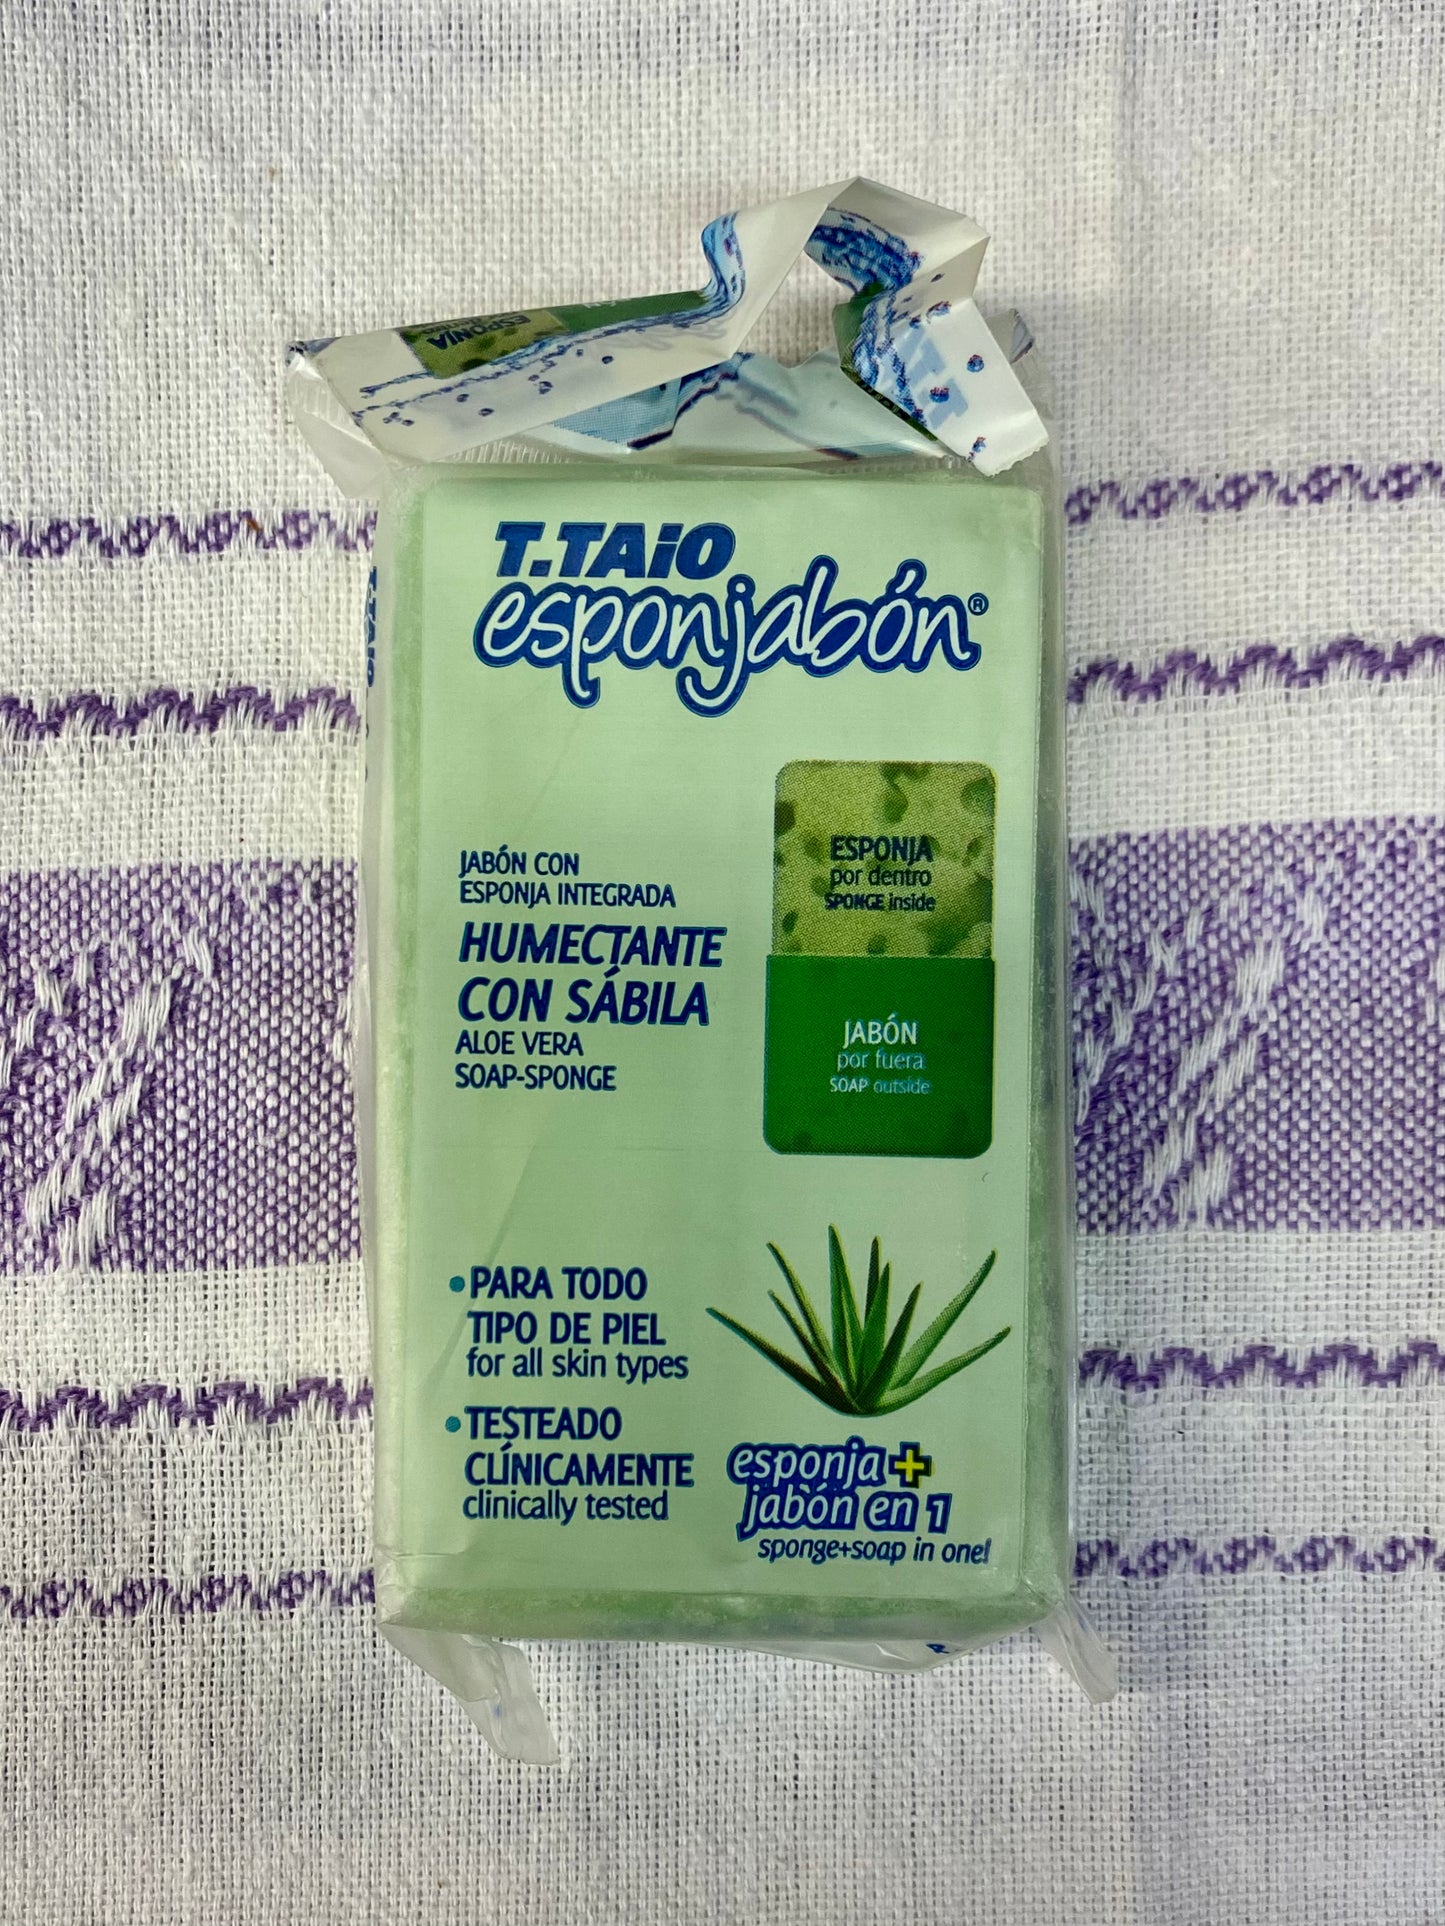 ESPONJA
T.TAiO
esponjabón®
T.TAiO
JABÓN CON
ESPONJA INTEGRADA
HUMECTANTE
CON SÁBILA
ALOE VERA
SOAP-SPONGE
ESPONJA
por dentro
SPONGE inside
JABÓN
por fuera
SOAP outside
•PARA TODO
TIPO DE PIEL
for all skin types
•TESTEADO
CLÍNICAMENTE
clinically tested
esponja+
jabón en 1
sponge+soap in one!